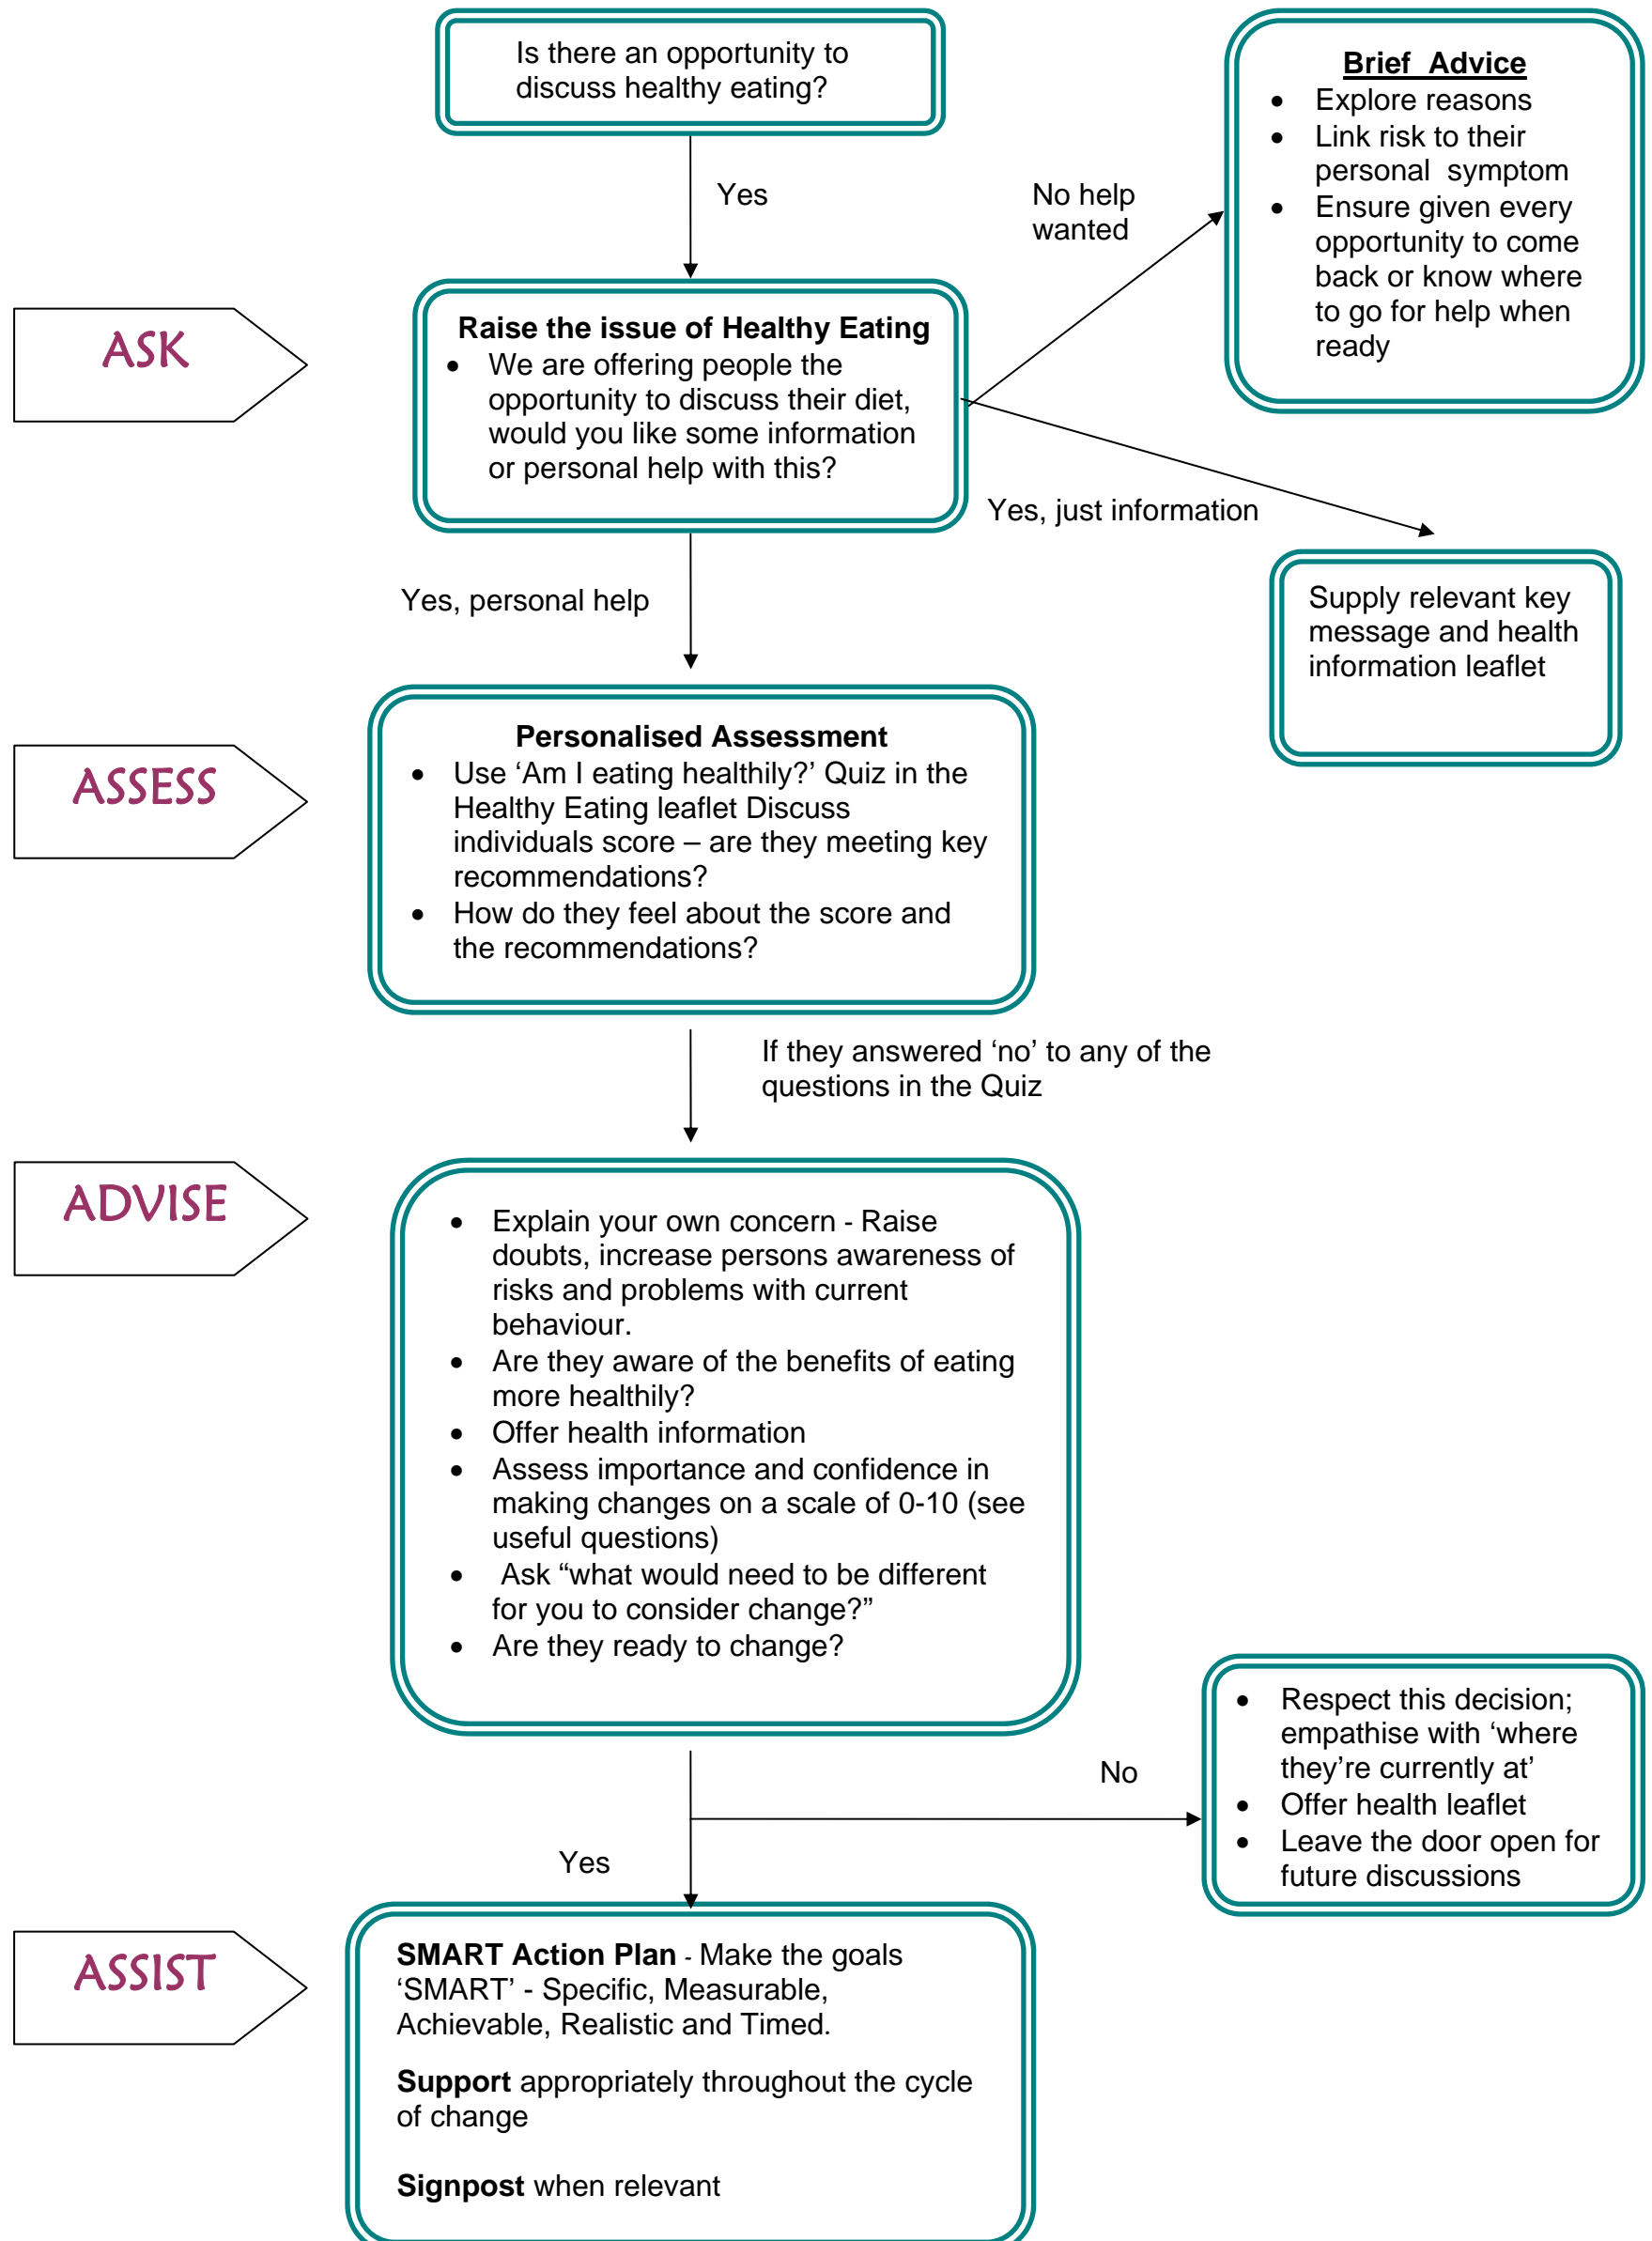 Is there an opportunity to
discuss healthy eating?
Brief  Advice
• Explore reasons
• Link risk to their
personal  symptom
• Ensure given every
opportunity to come
back or know where
to go for help when
ready
Yes
No help
wanted
ASK
Raise the issue of Healthy Eating
• We are offering people the
opportunity to discuss their diet,
would you like some information
or personal help with this?
Yes, just information
Supply relevant key
message and health
information leaflet
Yes, personal help
ASSESS
Personalised Assessment
• Use ‘Am I eating healthily?’ Quiz in the
Healthy Eating leaflet Discuss
individuals score – are they meeting key
recommendations?
• How do they feel about the score and
the recommendations?
If they answered ‘no’ to any of the
questions in the Quiz
ADVISE
• Explain your own concern - Raise
doubts, increase persons awareness of
risks and problems with current
behaviour.
• Are they aware of the benefits of eating
more healthily?
• Offer health information
• Assess importance and confidence in
making changes on a scale of 0-10 (see
useful questions)
• Ask “what would need to be different
for you to consider change?”
• Are they ready to change?
No
• Respect this decision;
empathise with ‘where
they’re currently at’
• Offer health leaflet
• Leave the door open for
future discussions
Yes
ASSIST
SMART Action Plan - Make the goals
‘SMART’ - Specific, Measurable,
Achievable, Realistic and Timed.
Support appropriately throughout the cycle
of change
Signpost when relevant